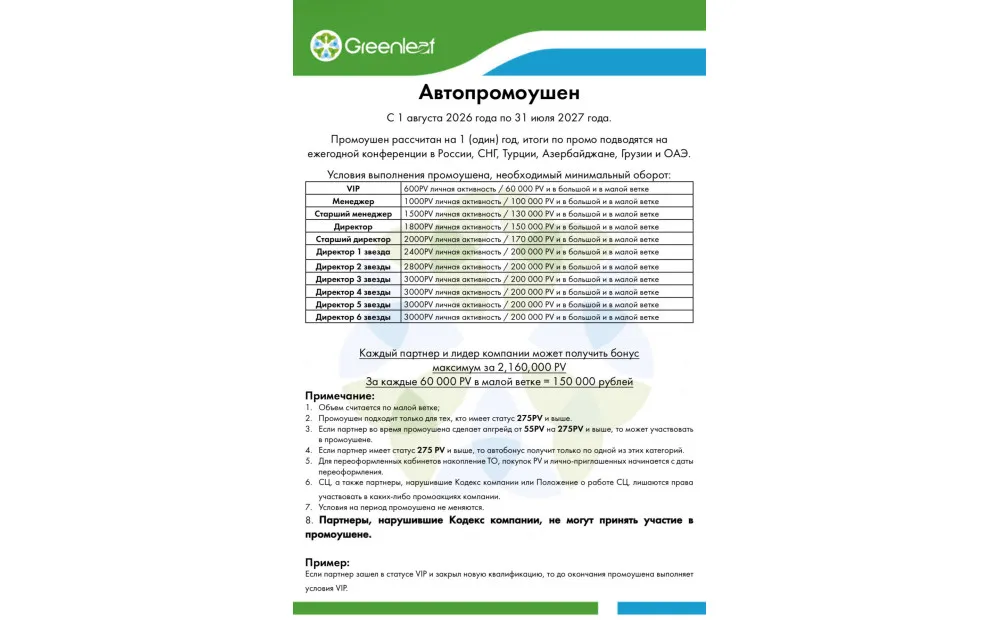 Greenleaf
Автопромоушен
С 1 августа 2026 года по 31 июля 2027 года.
Промоушен рассчитан на 1 (один) год, итоги по промо подводятся на
ежегодной конференции в России, СНГ, Турции, Азербайджане, Грузии и ОАЭ.
Условия выполнения промоушена, необходимый минимальный оборот:
VIP 600PV личная активность / 60 000 PV и в большой и в малой ветке
Менеджер 1000PV личная активность / 100 000 PV и в большой и в малой ветке
Старший менеджер 1500PV личная активность / 130 000 PV и в большой и в малой ветке
Директор 1800PV личная активность / 150 000 PV и в большой и в малой ветке
Старший директор 2000PV личная активность / 170 000 PV и в большой и в малой ветке
Директор 1 звезда 2400PV личная активность / 200 000 PV и в большой и в малой ветке
Директор 2 звезды 2800PV личная активность / 200 000 PV и в большой и в малой ветке
Директор 3 звезды 3000PV личная активность / 200 000 PV и в большой и в малой ветке
Директор 4 звезды 3000PV личная активность / 200 000 PV и в большой и в малой ветке
Директор 5 звезды 3000PV личная активность / 200 000 PV и в большой и в малой ветке
Директор 6 звезды 3000PV личная активность / 200 000 PV и в большой и в малой ветке
Каждый партнер и лидер компании может получить бонус
максимум за 2,160,000 PV
За каждые 60 000 PV в малой ветке = 150 000 рублей
Примечание:
1. Объем считается по малой ветке;
2. Промоушен подходит только для тех, кто имеет статус 275PV и выше.
3. Если партнер во время промоушена сделает апгрейд от 55PV на 275PV и выше, то может участвовать
в промоушене.
4. Если партнер имеет статус 275 PV и выше, то автобонус получит только по одной из этих категорий.
5. Для переоформленных кабинетов накопление ТО, покупок PV и лично-приглашенных начинается с даты
переоформления.
6. СЦ, а также партнеры, нарушившие Кодекс компании или Положение о работе СЦ, лишаются права
участвовать в каких-либо промоакциях компании.
7. Условия на период промоушена не меняются.
8. Партнеры, нарушившие Кодекс компании, не могут принять участие в
промоушене.
Пример:
Если партнер зашел в статусе VIP и закрыл новую квалификацию, то до окончания промоушена выполняет
условия VIP.